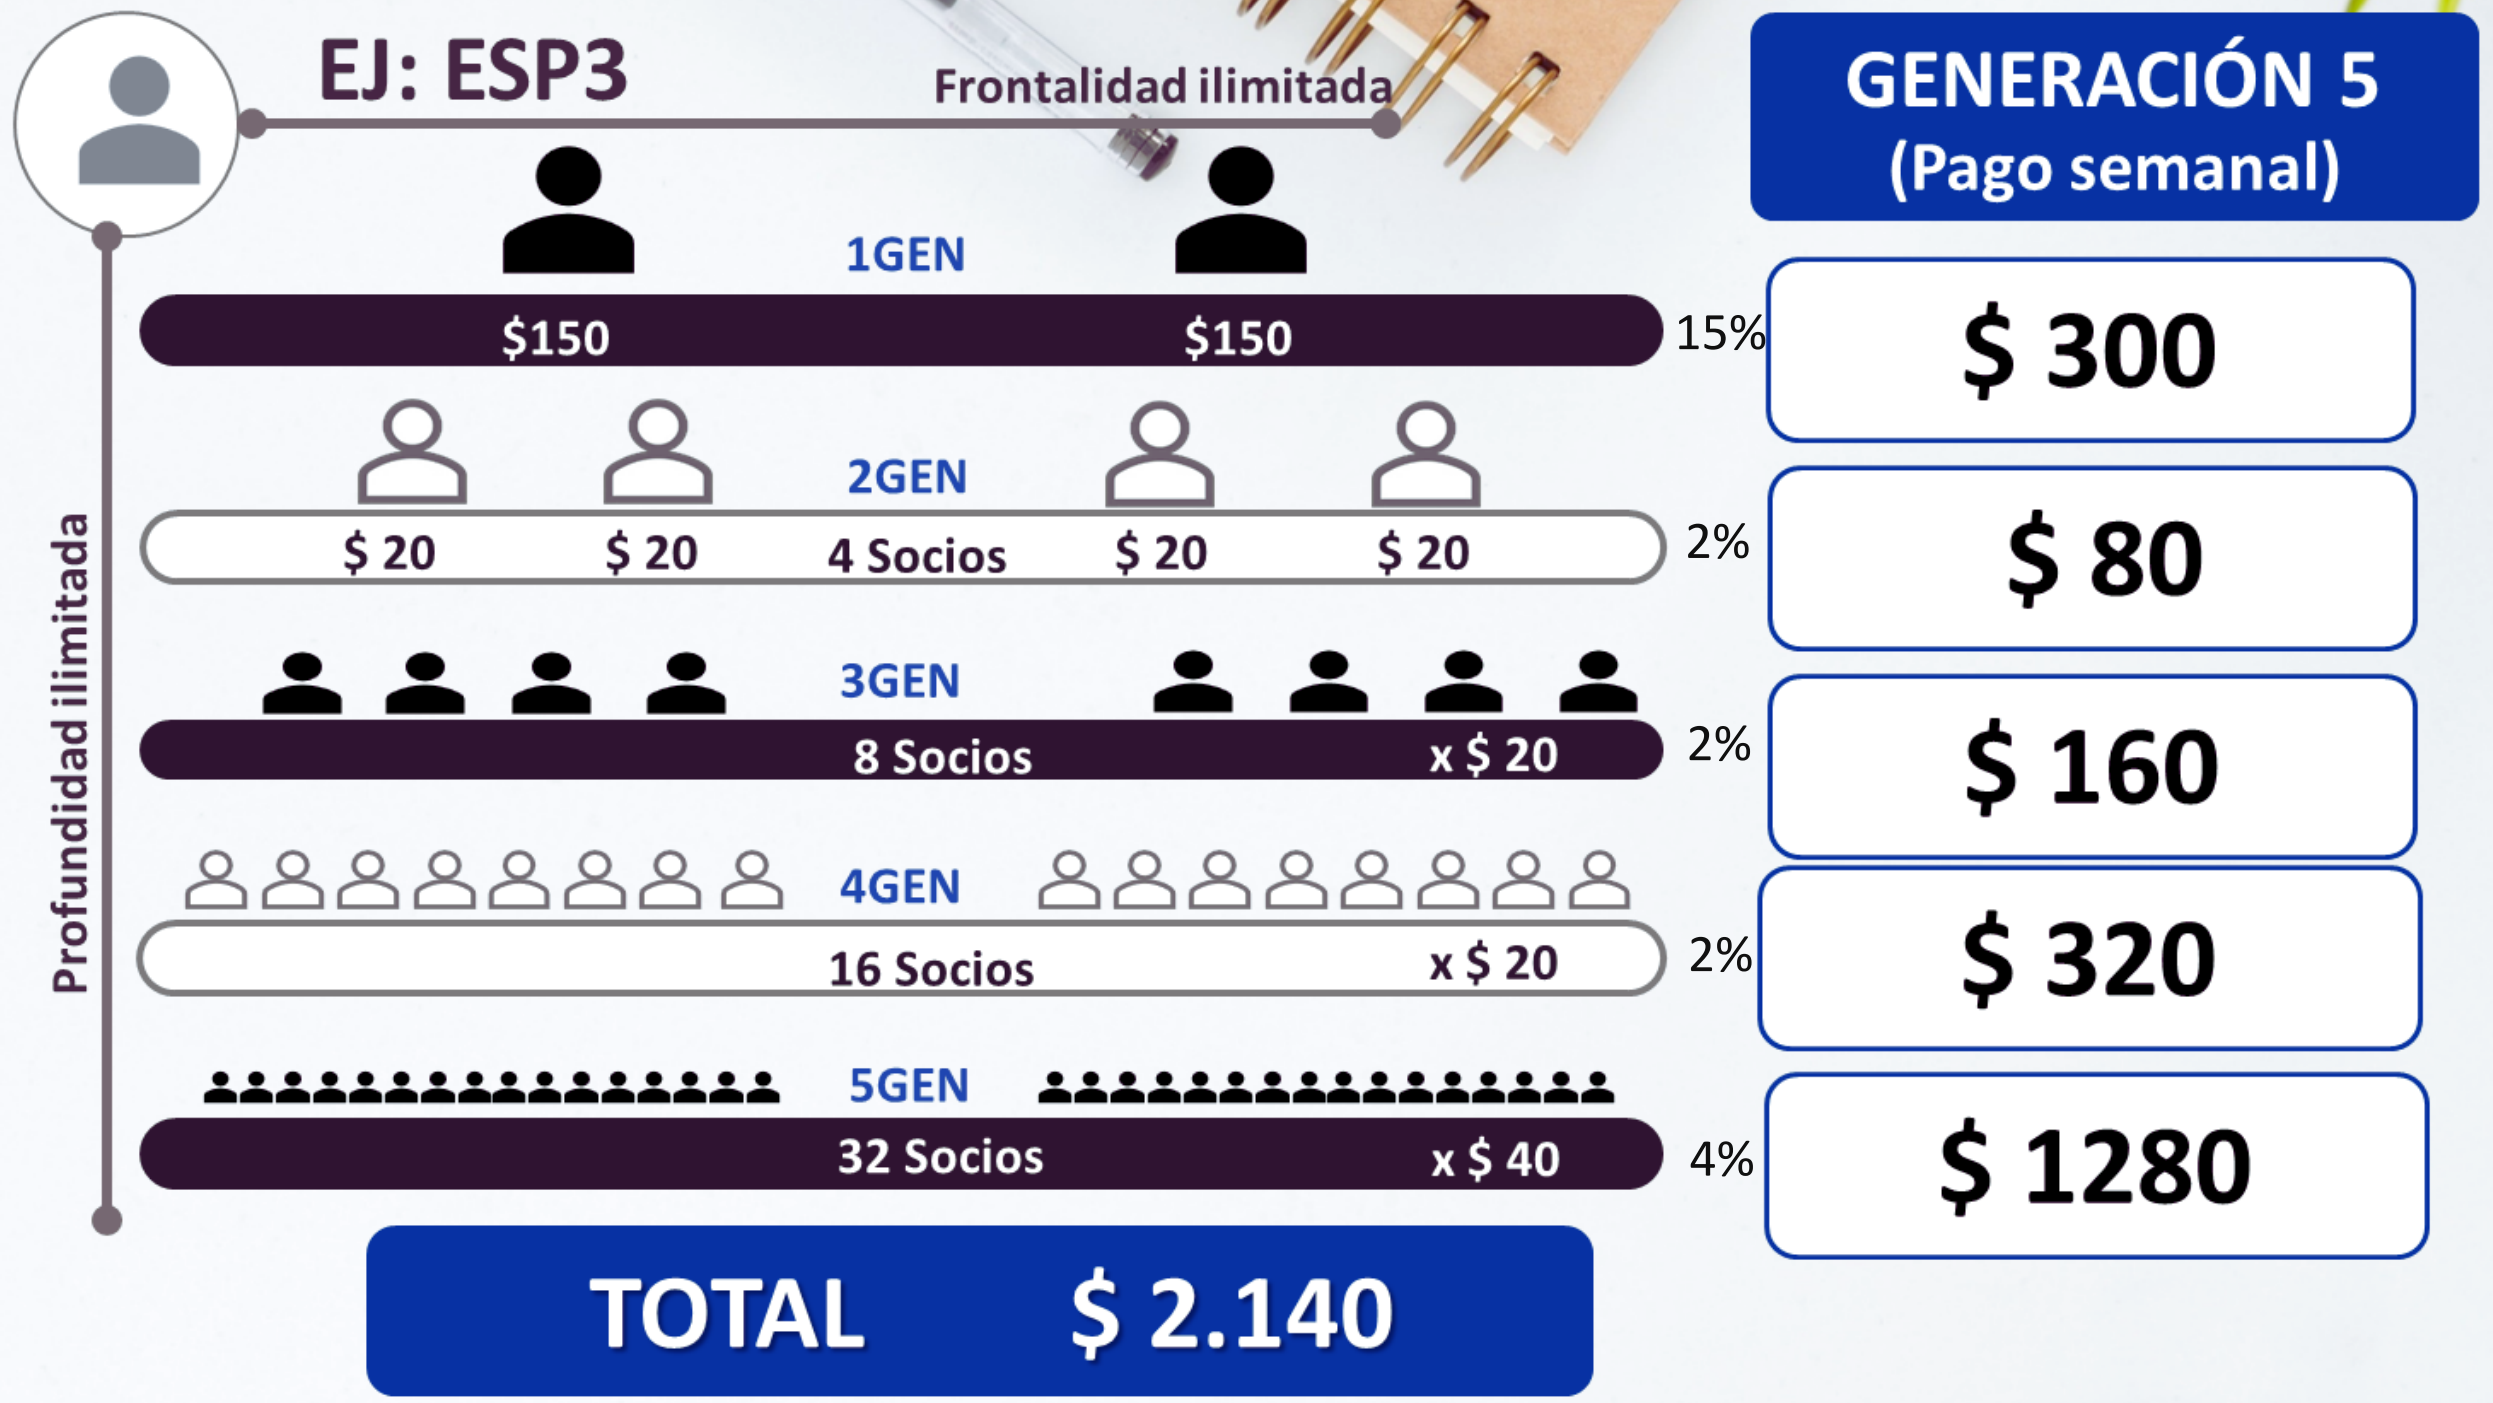 EJ: ESP3
Frontalidad ilimitada
GENERACIÓN 5
(Pago semanal)
1GEN
$150 $150 15% $ 300
2GEN
$ 20 $ 20 4 Socios $ 20 $ 20 2% $ 80
Profundidad ilimitada
3GEN
8 Socios x $ 20 2% $ 160
4GEN
16 Socios x $ 20 2% $ 320
5GEN
32 Socios x $ 40 4% $ 1280
TOTAL $ 2.140